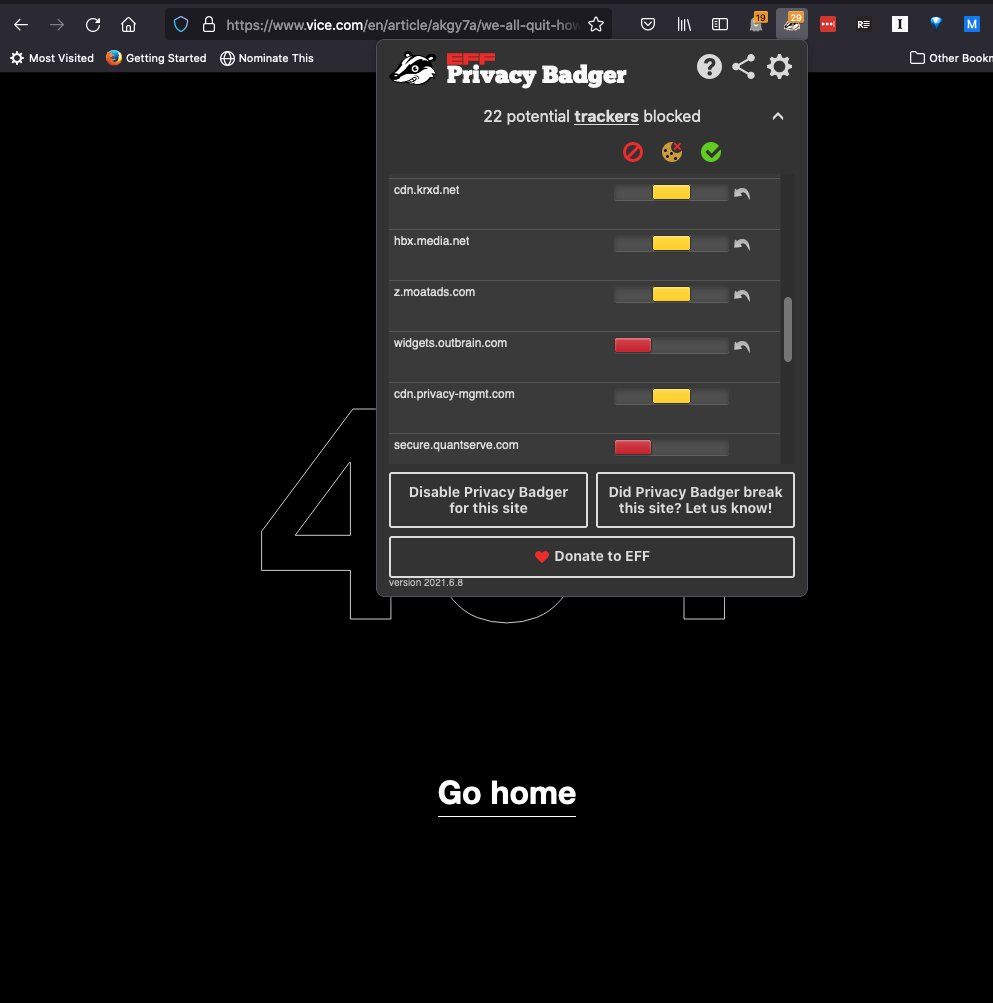 https://www.vice.com/en/article/akgy7a/we-all-quit-how
19
29
RE
I
M
Most Visited
Getting Started
Nominate This
Other Bookm
EFF
Privacy Badger
22 potential trackers blocked
cdn.krxd.net
hbx.media.net
z.moatads.com
widgets.outbrain.com
cdn.privacy-mgmt.com
secure.quantserve.com
Disable Privacy Badger
for this site
Did Privacy Badger break
this site? Let us know!
Donate to EFF
version 2021.6.8
4
Go home